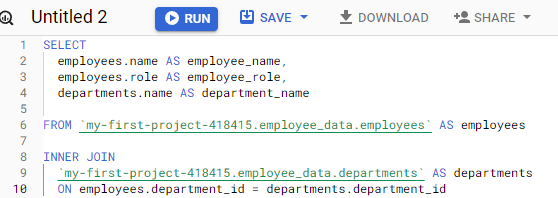 Untitled 2 RUN SAVE DOWNLOAD SHARE
1 SELECT
2 employees.name AS employee_name,
3 employees.role AS employee_role,
4 departments.name AS department_name
5
6 FROM `my-first-project-418415.employee_data.employees` AS employees
7
8 INNER JOIN
9 `my-first-project-418415.employee_data.departments` AS departments
10 ON employees.department_id = departments.department_id